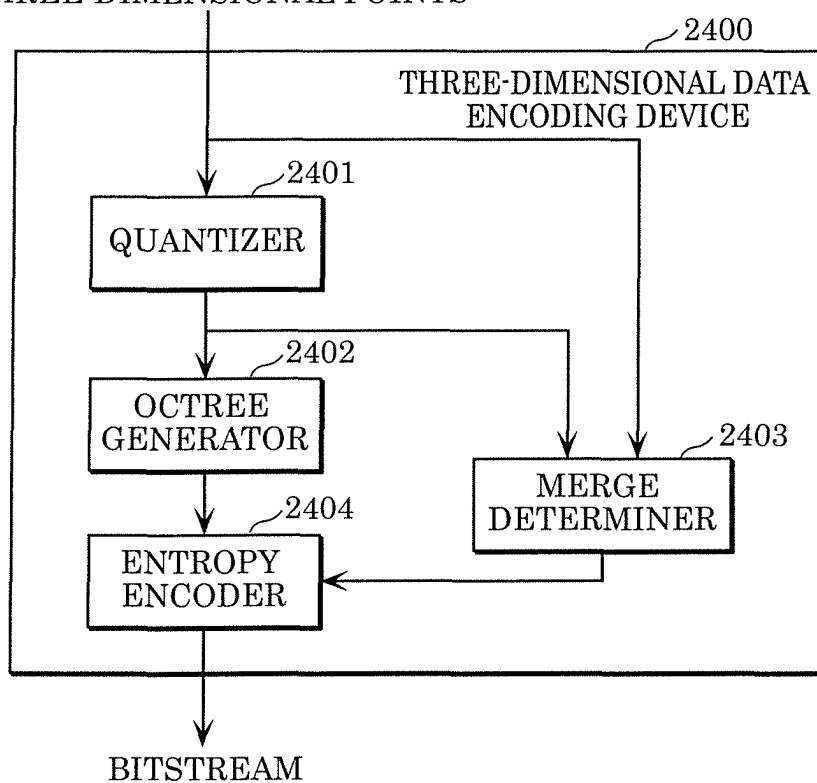 2400
THREE-DIMENSIONAL DATA
ENCODING DEVICE
2401
QUANTIZER
2402
OCTREE
GENERATOR
2403
MERGE
DETERMINER
2404
ENTROPY
ENCODER
BITSTREAM